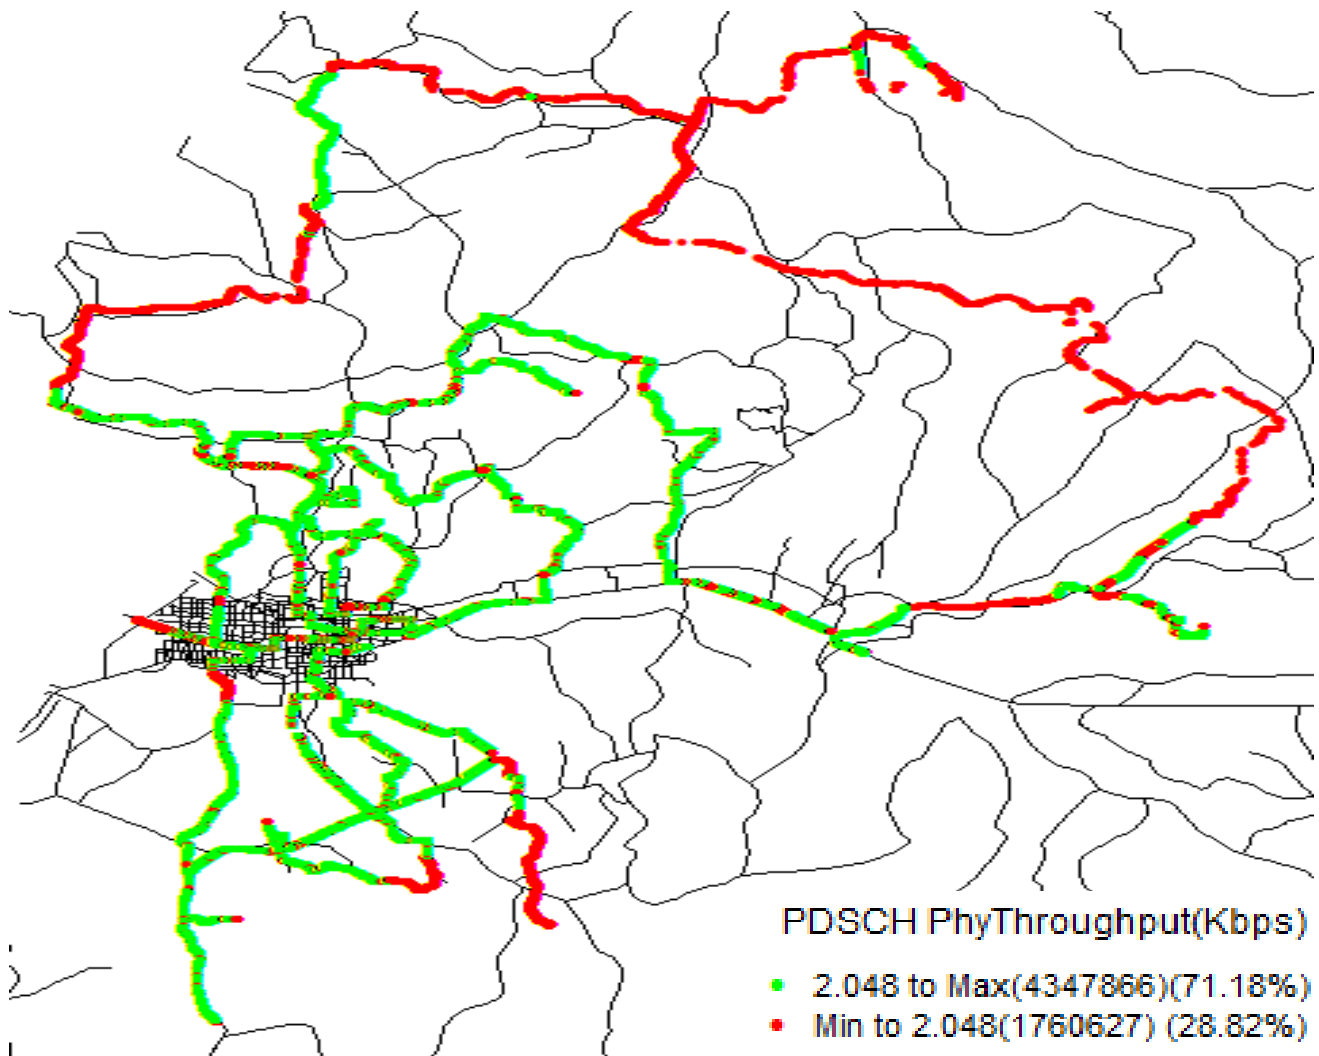 PDSCH PhyThroughput(Kbps)
2.048 to Max(4347866)(71.18%)
Min to 2.048(1760627) (28.82%)